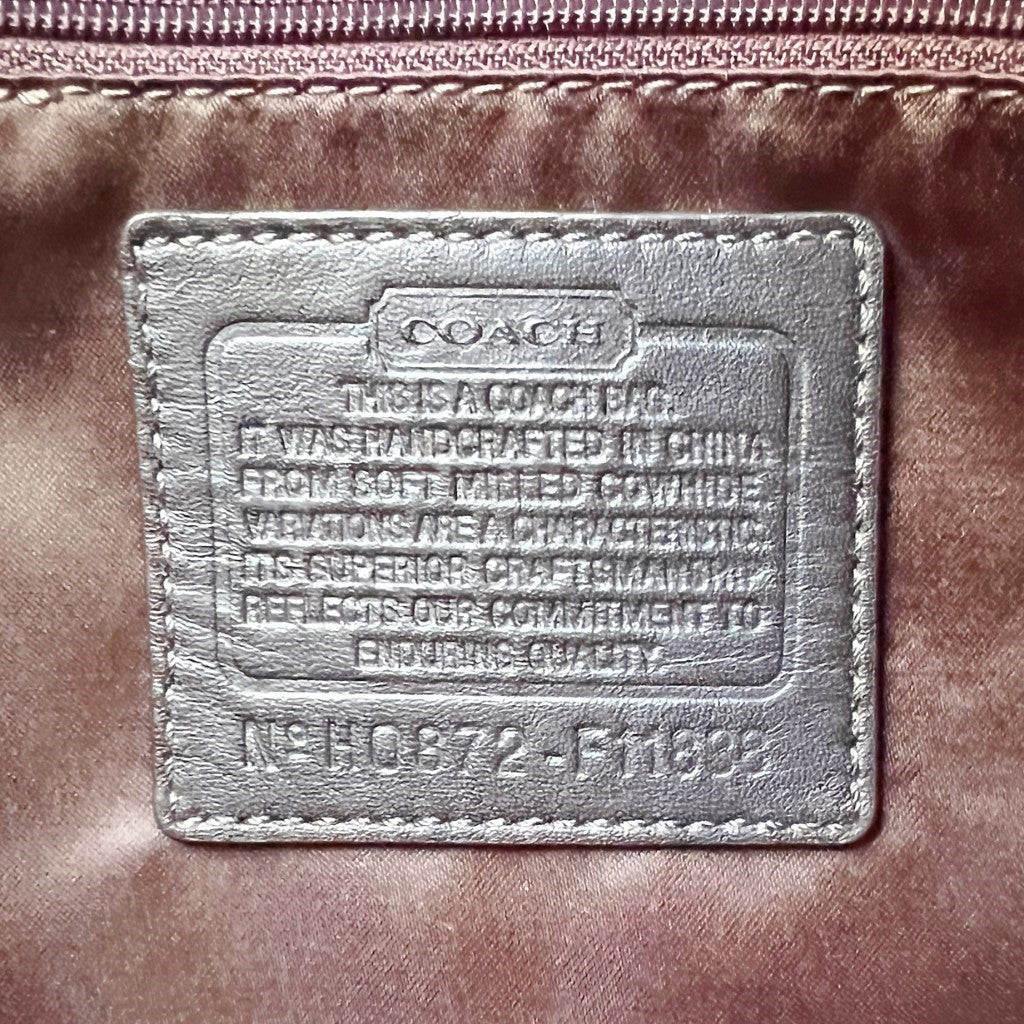 COACH
THIS IS A COACH BAG.
IT WAS HANDCRAFTED IN CHINA
FROM SOFT MILLED COWHIDE.
VARIATIONS ARE A CHARACTERISTIC.
ITS SUPERIOR CRAFTSMANSHIP
REFLECTS OUR COMMITMENT TO
ENDURING QUALITY.
Nº